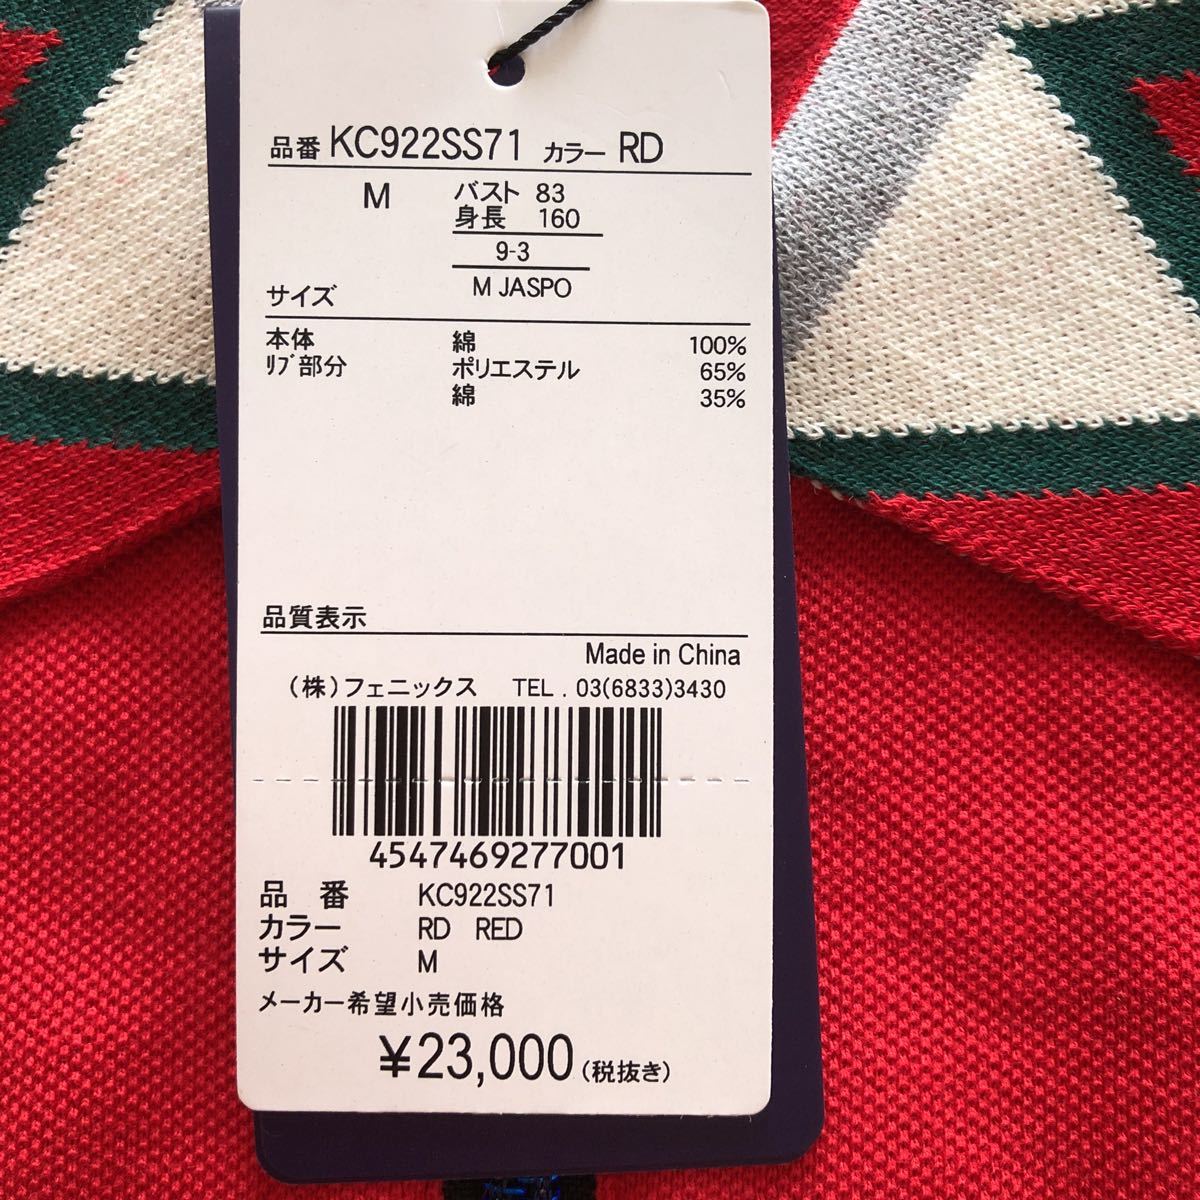 品番 KC922SS71 カラー RD
M バスト 83
身長 160
9-3
サイズ M JASPO
本体 綿 100%
ﾘﾌﾞ部分 ポリエステル 65%
綿 35%
品質表示
Made in China
(株)フェニックス TEL . 03(6833)3430
4547469277001
品 番 KC922SS71
カラー RD RED
サイズ M
メーカー希望小売価格
¥23,000(税抜き)